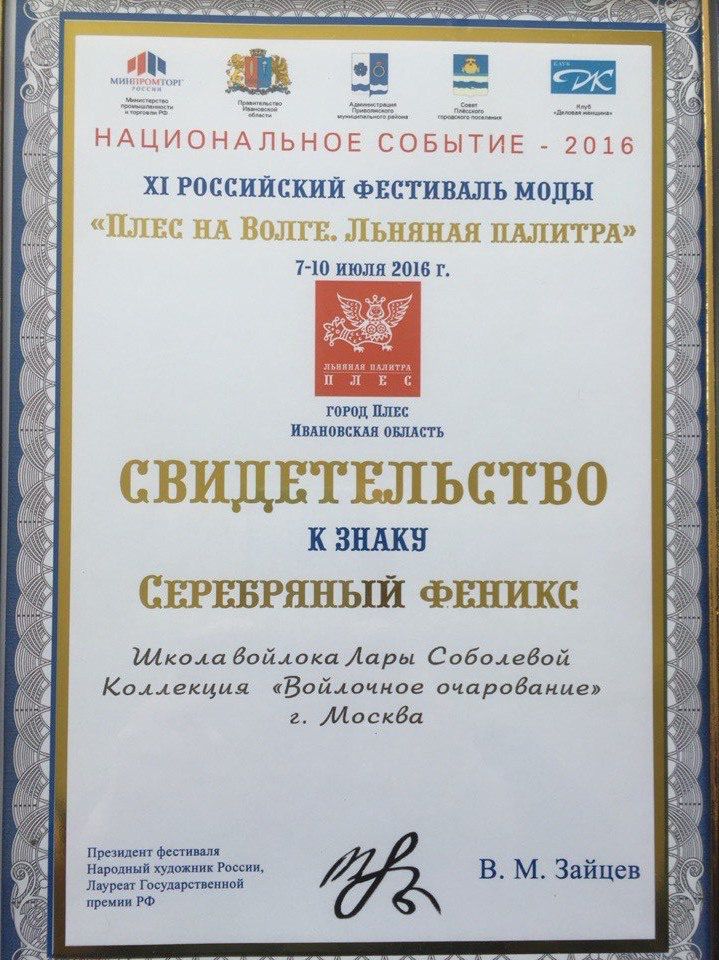 МИНПРОМТОРГ
РОССИИ
Министерство
промышленности
и торговли РФ
Правительство
Ивановской
области
Администрация
Приволжского
муниципального района
Совет
Плёсского
городского поселения
КЛУБ
ДК
Клуб
«Деловая женщина»
НАЦИОНАЛЬНОЕ СОБЫТИЕ - 2016
XI РОССИЙСКИЙ ФЕСТИВАЛЬ МОДЫ
«ПЛЕС НА ВОЛГЕ. ЛЬНЯНАЯ ПАЛИТРА»
7-10 ИЮЛЯ 2016 Г.
ЛЬНЯНАЯ ПАЛИТРА
ПЛЕС
ГОРОД ПЛЕС
ИВАНОВСКАЯ ОБЛАСТЬ
СВИДЕТЕЛЬСТВО
К ЗНАКУ
СЕРЕБРЯНЫЙ ФЕНИКС
Школа войлока Лары Соболевой
Коллекция «Войлочное очарование»
г. Москва
Президент фестиваля
Народный художник России,
Лауреат Государственной
премии РФ
В. М. Зайцев